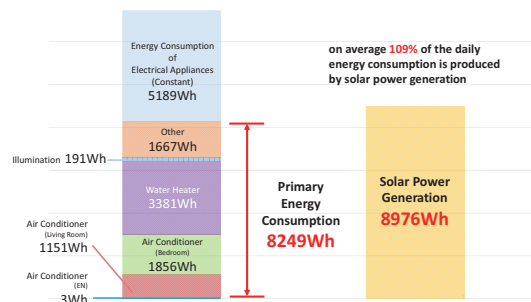 Energy Consumption
of
Electrical Appliances
(Constant)
5189Wh
on average 109% of the daily
energy consumption is produced
by solar power generation
Other
1667Wh
Illumination 191Wh
Water Heater
3381Wh
Primary
Energy
Consumption
8249Wh
Solar Power
Generation
8976Wh
Air Conditioner
(Living Room)
1151Wh
Air Conditioner
(Bedroom)
1856Wh
Air Conditioner
(EN)
3Wh